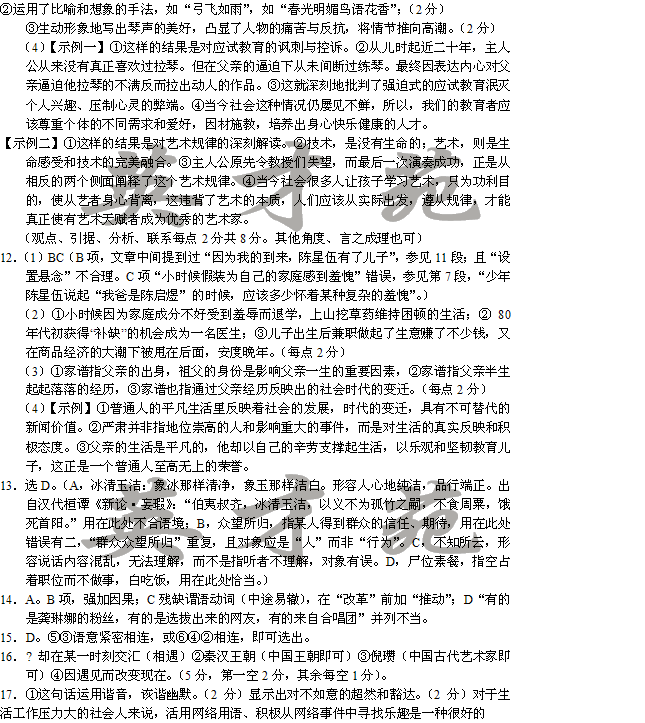 ②运用了比喻和想象的手法，如“弓飞如雨”，如“春光明媚鸟语花香”；（2分）
③生动形象地写出琴声的美好，凸显了人物的痛苦与反抗，将情节推向高潮。（2分）
（4）【示例一】①这样的结果是对应试教育的讽刺与控诉。②从儿时起近二十年，主人
公从来没有真正喜欢过拉琴。但在父亲的逼迫下从未间断过练琴。最终因表达内心对父
亲逼迫他拉琴的不满反而拉出动人的作品。③这就深刻地批判了强迫式的应试教育泯灭
个人兴趣、压制心灵的弊端。④当今社会这种情况仍屡见不鲜，所以，我们的教育者应
该尊重个体的不同需求和爱好，因材施教，培养出身心快乐健康的人才。
【示例二】①这样的结果是对艺术规律的深刻解读。②技术，是没有生命的，艺术，则是生
命感受和技术的完美融合。③主人公原先令教授们失望，而最后一次演奏成功，正是从
相反的两个侧面阐释了这个艺术规律。④当今社会很多人让孩子学习艺术，只为功利目
的，使从艺者身心背离，这违背了艺术的本质，人们应该从实际出发，遵从规律，才能
真正使有艺术天赋者成为优秀的艺术家。
（观点、引据、分析、联系每点2分共8分。其他角度、言之成理也可）
12．（1）BC（B项，文章中间提到过“因为我的到来，陈星伍有了儿子”，参见11段；且“设
置悬念”不合理。C项“小时候假装为自己的家庭感到羞愧”错误，参见第7段，“少年
陈星伍说起“我爸是陈启煜”的时候，应该多少怀着某种复杂的羞愧”。）
（2）①小时候因为家庭成分不好受到羞辱而退学，上山挖草药维持困顿的生活；② 80
年代初获得“补缺”的机会成为一名医生；③儿子出生后兼职做起了生意赚了不少钱，又
在商品经济的大潮下被甩在后面，安度晚年。（每点2分）
（3）①家谱指父亲的出身，祖父的身份是影响父亲一生的重要因素，②家谱指父亲半生
起起落落的经历，③家谱也指通过父亲经历反映出的社会时代的变迁。（每点2分）
（4）【示例】①普通人的平凡生活里反映着社会的发展，时代的变迁，具有不可替代的
新闻价值。②严肃并非指地位崇高的人和影响重大的事件，而是对生活的真实反映和积
极态度。③父亲的生活是平凡的，他却以自己的辛劳支撑起生活，以乐观和坚韧教育儿
子，这正是一个普通人至高无上的荣誉。
13．选D。（A，冰清玉洁：象冰那样清净，象玉那样洁白。形容人心地纯洁，品行端正。出
自汉代桓谭《新论·妄瑕》：“伯夷叔齐，冰清玉洁，以义不为孤竹之嗣，不食周粟，饿
死首阳。”用在此处不合语境；B，众望所归，指某人得到群众的信任、期待，用在此处
错误有二，“群众众望所归”重复，且对象应是“人”而非“行为”；C，不知所云，形
容说话内容混乱，无法理解，而不是指听者不理解，对象有误。D，尸位素餐，指空占
着职位而不做事，白吃饭，用在此处恰当。）
14．A。B项，强加因果；C残缺谓语动词（中途易辙），在“改革”前加“推动”；D“有的
是龚琳娜的粉丝，有的是选拔出来的网友，有的来自合唱团”并列不当。
15．D。⑤③语意紧密相连，或⑥④②相连，即可选出。
16．? 却在某一时刻交汇（相遇）②秦汉王朝（中国王朝即可）③倪瓒（中国古代艺术家即
可）④因遇见而改变现在。（5分，第一空2分，其余每空1分）。
17．①这句话运用谐音，诙谐幽默。（2 分）显示出对不如意的超然和豁达。（2 分）对于生
活工作压力大的社会人来说，活用网络用语、积极从网络事件中寻找乐趣是一种很好的
英才苑
英才苑